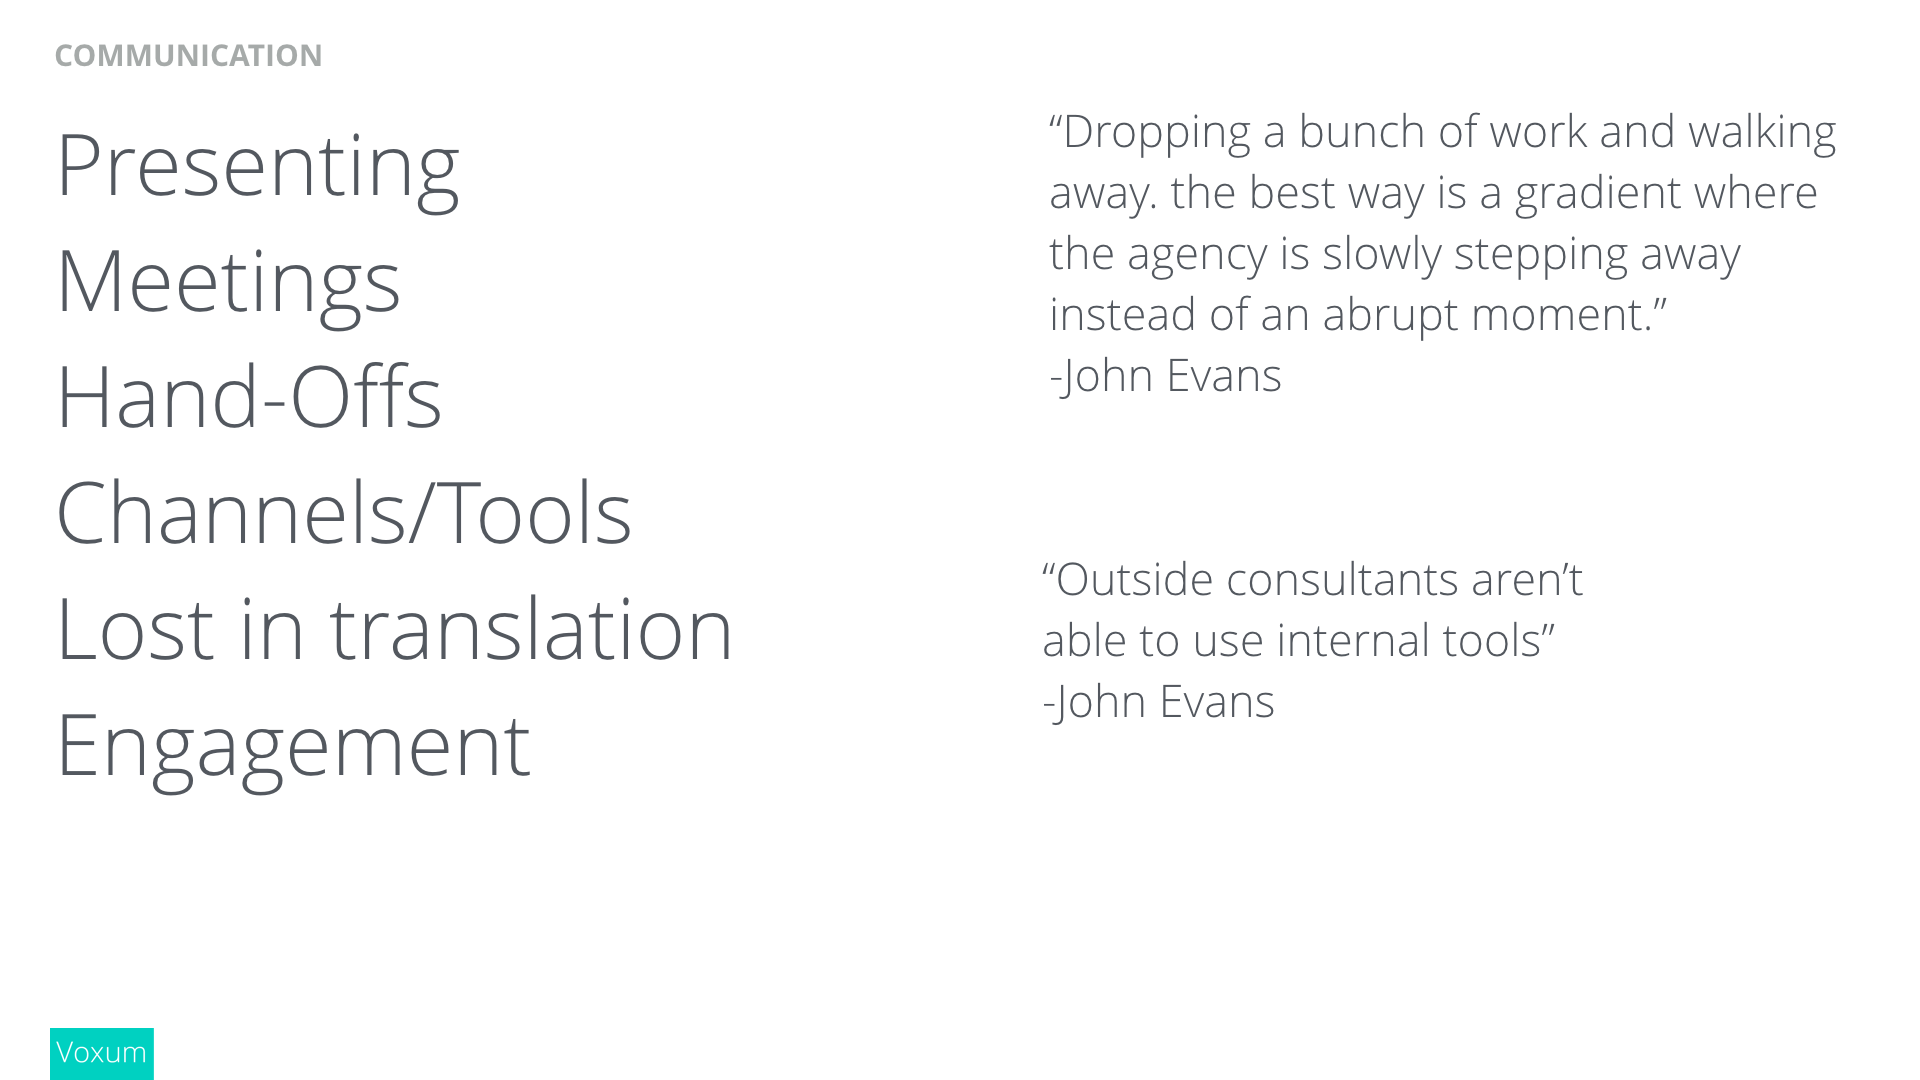 COMMUNICATION
Presenting
Meetings
Hand-Offs
Channels/Tools
Lost in translation
Engagement
“Dropping a bunch of work and walking
away. the best way is a gradient where
the agency is slowly stepping away
instead of an abrupt moment.”
-John Evans
“Outside consultants aren’t
able to use internal tools”
-John Evans
Voxum